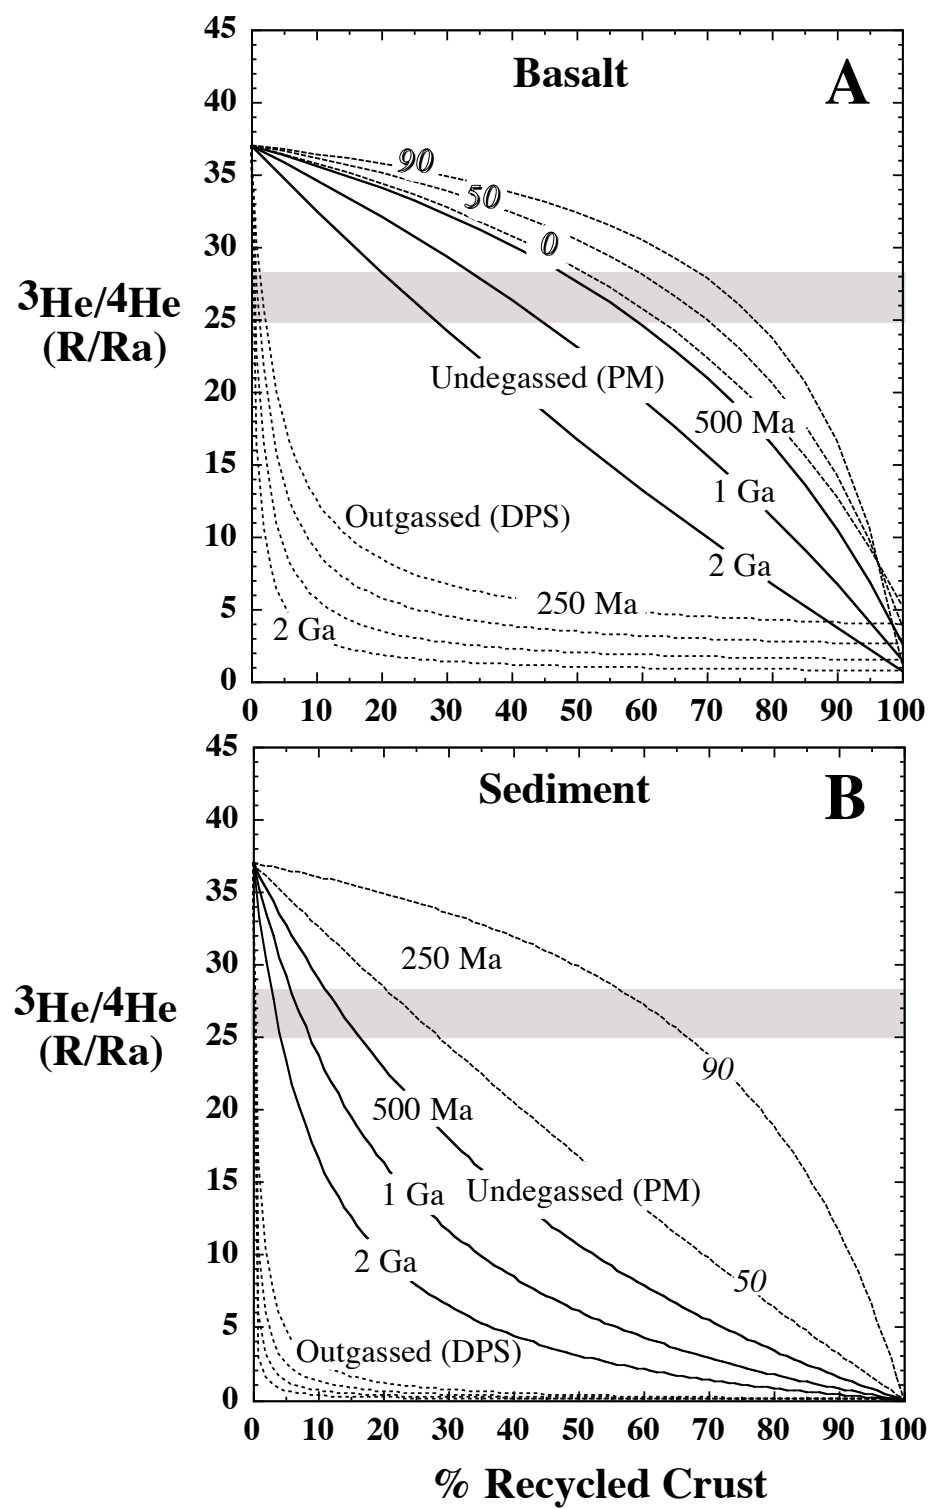 45
Basalt
A
40
35
90
50
30
0
3He/4He
(R/Ra)
25
Undegassed (PM)
20
500 Ma
15
1 Ga
Outgassed (DPS)
10
2 Ga
250 Ma
5
2 Ga
0
0 10 20 30 40 50 60 70 80 90 100
45
Sediment
B
40
35
250 Ma
30
3He/4He
(R/Ra)
25
90
500 Ma
20
1 Ga
Undegassed (PM)
15
2 Ga
50
10
5
Outgassed (DPS)
0
0 10 20 30 40 50 60 70 80 90 100
% Recycled Crust